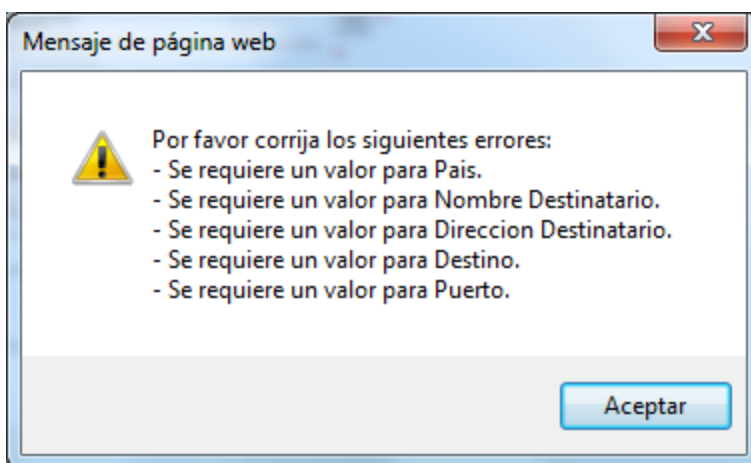 Mensaje de página web
Por favor corrija los siguientes errores:
- Se requiere un valor para Pais.
- Se requiere un valor para Nombre Destinatario.
- Se requiere un valor para Direccion Destinatario.
- Se requiere un valor para Destino.
- Se requiere un valor para Puerto.
Aceptar